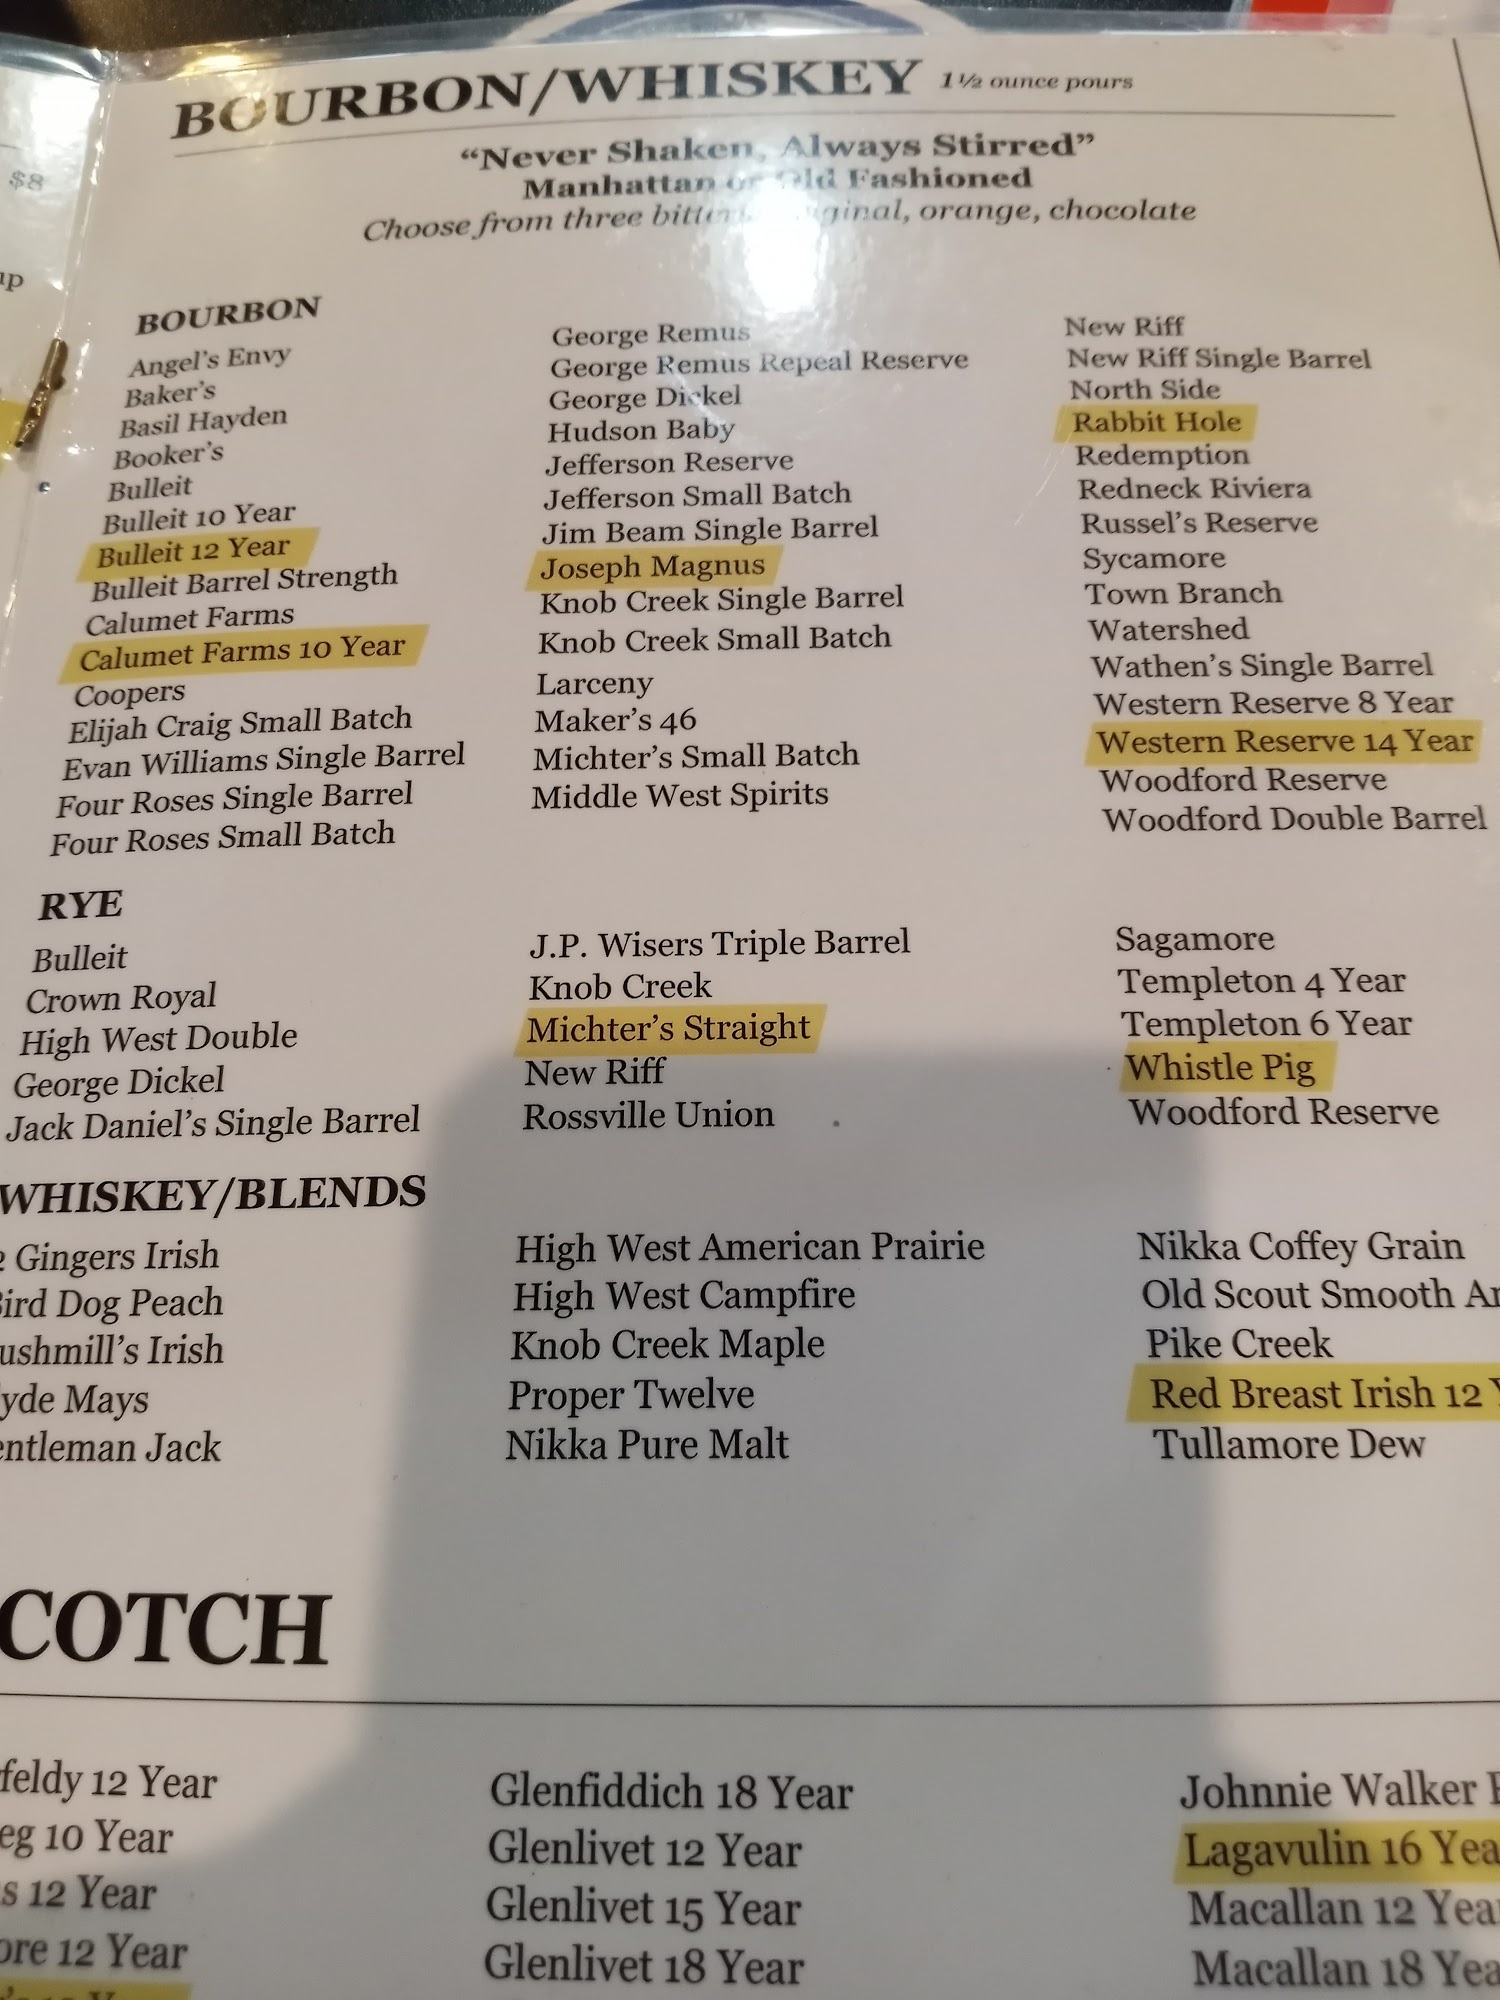 $8
BOURBON/WHISKEY 1 ½ ounce pours
“Never Shaken, Always Stirred”
Manhattan or Old Fashioned
Choose from three orange, chocolate
BOURBON
Angel's Envy
Baker's
Basil Hayden
Booker's
Bulleit
Bulleit 10 Year
Bulleit 12 Year
Bulleit Barrel Strength
Calumet Farms
Calumet Farms 10 Year
Coopers
Elijah Craig Small Batch
Evan Williams Single Barrel
Four Roses Single Barrel
Four Roses Small Batch
George Remus
George Remus Repeal Reserve
George Dickel
Hudson Baby
Jefferson Reserve
Jefferson Small Batch
Jim Beam Single Barrel
Joseph Magnus
Knob Creek Single Barrel
Knob Creek Small Batch
Larceny
Maker's 46
Michter's Small Batch
Middle West Spirits
New Riff
New Riff Single Barrel
North Side
Rabbit Hole
Redemption
Redneck Riviera
Russel's Reserve
Sycamore
Town Branch
Watershed
Wathen's Single Barrel
Western Reserve 8 Year
Western Reserve 14 Year
Woodford Reserve
Woodford Double Barrel
RYE
Bulleit
Crown Royal
High West Double
George Dickel
Jack Daniel's Single Barrel
J.P. Wisers Triple Barrel
Knob Creek
Michter's Straight
New Riff
Rossville Union
Sagamore
Templeton 4 Year
Templeton 6 Year
Whistle Pig
Woodford Reserve
WHISKEY/BLENDS
2 Gingers Irish
Bird Dog Peach
Irish
Mays
Jack
High West American Prairie
High West Campfire
Knob Creek Maple
Proper Twelve
Nikka Pure Malt
Nikka Coffey Grain
Old Scout Smooth
Pike Creek
Red Breast Irish 12
Tullamore Dew
COTCH
12 Year
10 Year
12 Year
12 Year
Glenfiddich 18 Year
Glenlivet 12 Year
Glenlivet 15 Year
Glenlivet 18 Year
Johnnie Walker
Lagavulin 16 Yea
Macallan 12 Year
Macallan 18 Yea